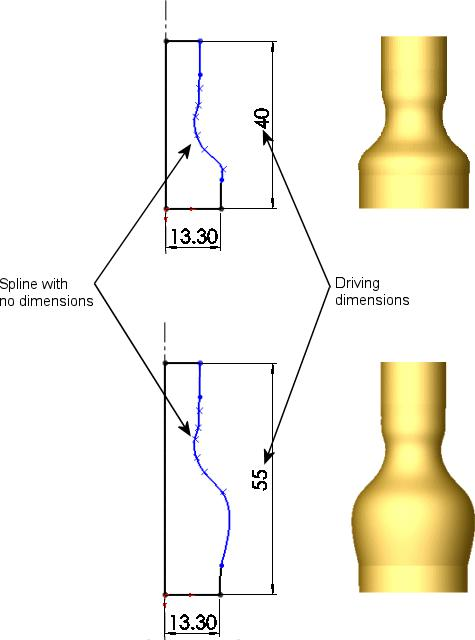 40
13.30
Spline with
no dimensions
Driving
dimensions
55
13.30